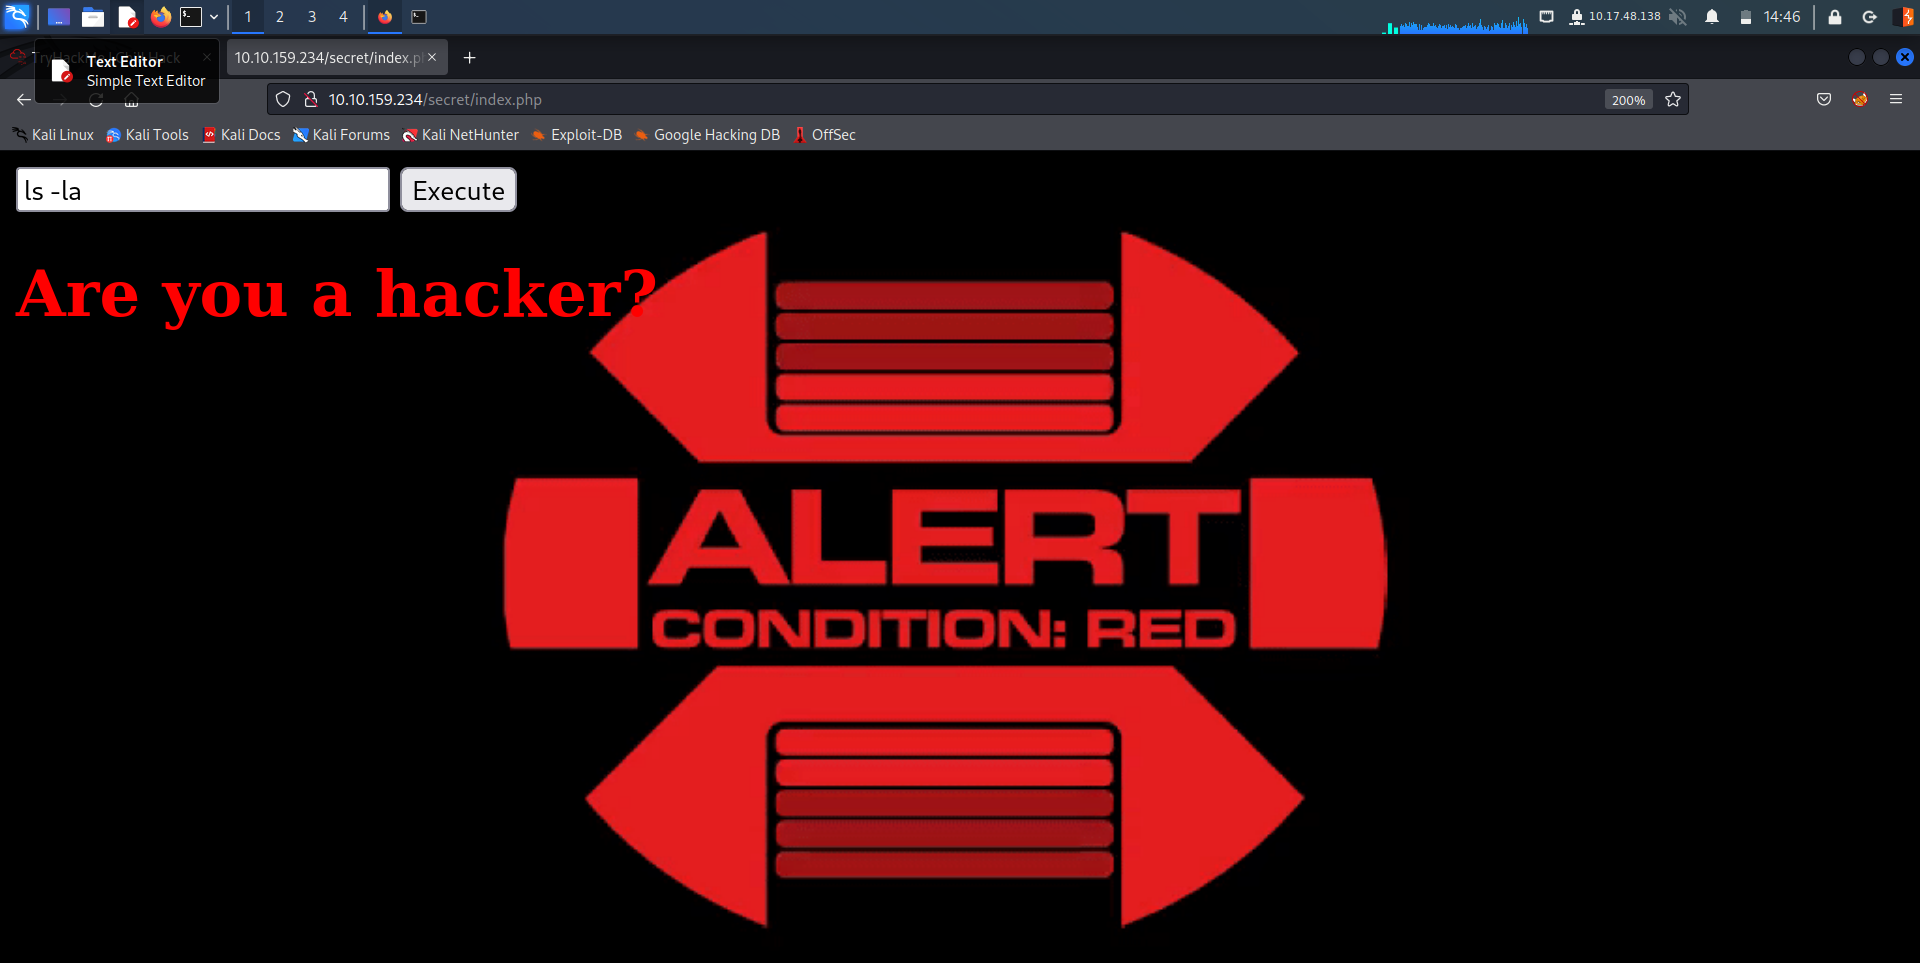 1 2 3 4 10.17.48.138 14:46
Text Editor
Simple Text Editor
10.10.159.234/secret/index.p
10.10.159.234/secret/index.php 200%
Kali Linux Kali Tools Kali Docs Kali Forums Kali NetHunter Exploit-DB Google Hacking DB OffSec
ls -la Execute
Are you a hacker?
ALERT
CONDITION: RED